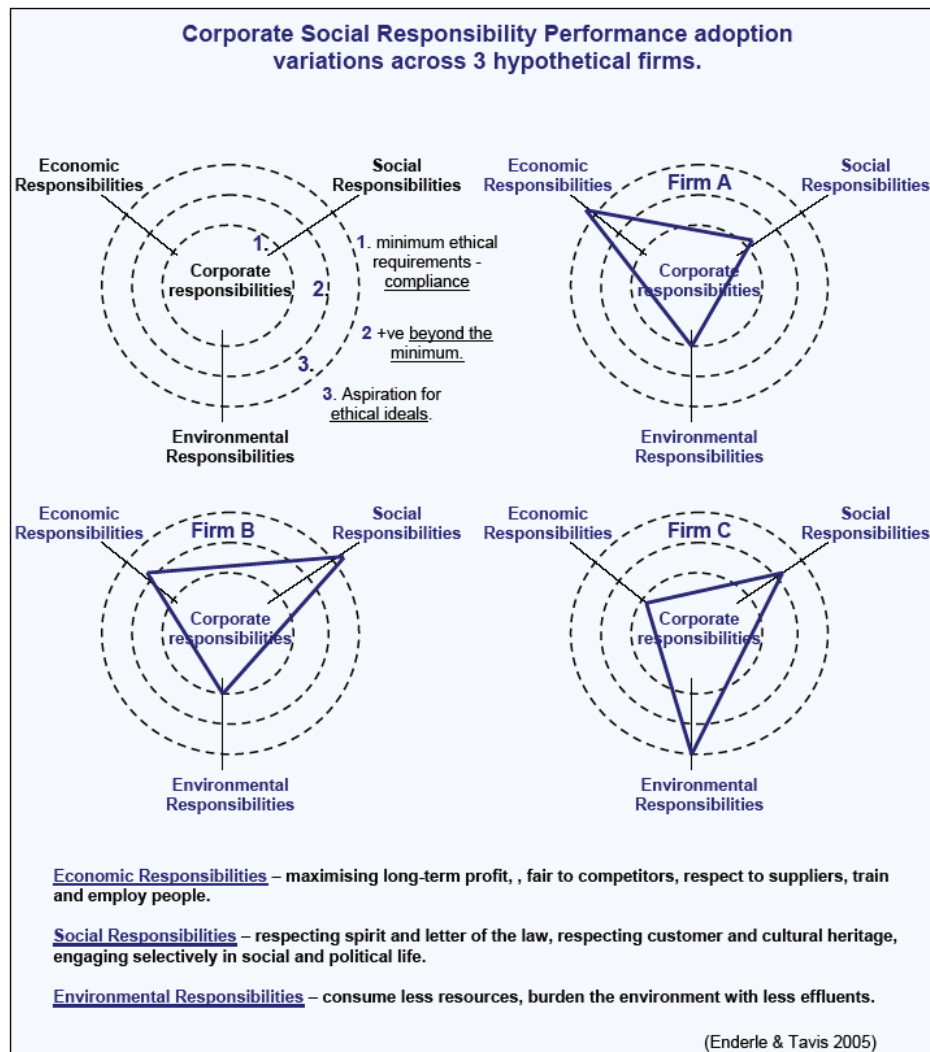 Corporate Social Responsibility Performance adoption
variations across 3 hypothetical firms.
Economic
Responsibilities
Social
Responsibilities
1.
Corporate
responsibilities
2.
3.
1. minimum ethical
requirements -
compliance
2 +ve beyond the
minimum.
3. Aspiration for
ethical ideals.
Environmental
Responsibilities
Economic
Responsibilities
Firm A
Social
Responsibilities
Corporate
responsibilities
Environmental
Responsibilities
Economic
Responsibilities
Firm B
Social
Responsibilities
Corporate
responsibilities
Environmental
Responsibilities
Economic
Responsibilities
Firm C
Social
Responsibilities
Corporate
responsibilities
Environmental
Responsibilities
Economic Responsibilities – maximising long-term profit, , fair to competitors, respect to suppliers, train
and employ people.
Social Responsibilities – respecting spirit and letter of the law, respecting customer and cultural heritage,
engaging selectively in social and political life.
Environmental Responsibilities – consume less resources, burden the environment with less effluents.
(Enderle & Tavis 2005)